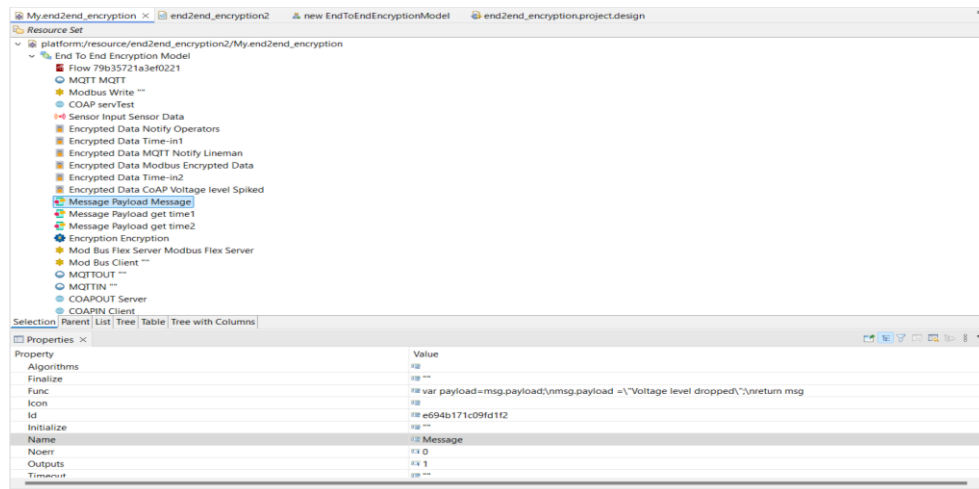 My.end2end_encryption × end2end_encryption2 new EndToEndEncryptionModel end2end_encryption.project.design
Resource Set
platform:/resource/end2end_encryption2/My.end2end_encryption
End To End Encryption Model
Flow 79b35721a3ef0221
MQTT MQTT
Modbus Write ""
COAP servTest
Sensor Input Sensor Data
Encrypted Data Notify Operators
Encrypted Data Time-in1
Encrypted Data MQTT Notify Lineman
Encrypted Data Modbus Encrypted Data
Encrypted Data Time-in2
Encrypted Data CoAP Voltage level Spiked
Message Payload Message
Message Payload get time1
Message Payload get time2
Encryption Encryption
Mod Bus Flex Server Modbus Flex Server
Mod Bus Client ""
MQTTOUT ""
MQTTIN ""
COAPOUT Server
COAPIN Client
Selection Parent List Tree Table Tree with Columns
Properties ×
Property Value
Algorithms
Finalize ""
Func var payload=msg.payload;\nmsg.payload =\"Voltage level dropped\";\nreturn msg
Icon
Id e694b171c09fd1f2
Initialize ""
Name Message
Noerr 0
Outputs 1
Timeout ""